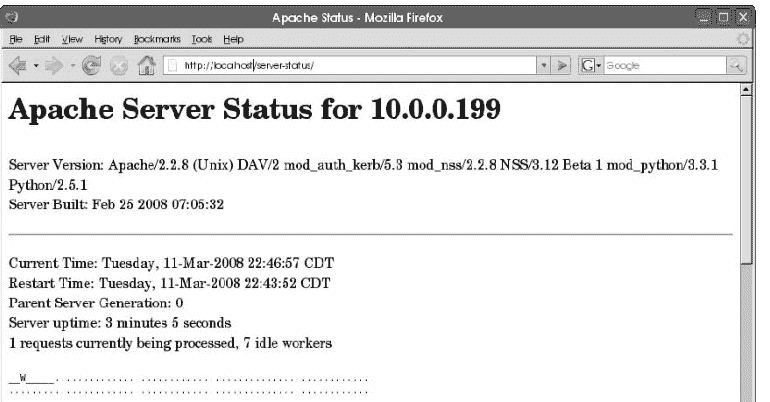 Apache Status - Mozilla Firefox
File Edit View History Bookmarks Tools Help
http://localhost/server-status/
G Google
Apache Server Status for 10.0.0.199
Server Version: Apache/2.2.8 (Unix) DAV/2 mod_auth_kerb/5.3 mod_nss/2.2.8 NSS/3.12 Beta 1 mod_python/3.3.1
Python/2.5.1
Server Built: Feb 25 2008 07:05:32
Current Time: Tuesday, 11-Mar-2008 22:46:57 CDT
Restart Time: Tuesday, 11-Mar-2008 22:43:52 CDT
Parent Server Generation: 0
Server uptime: 3 minutes 5 seconds
1 requests currently being processed, 7 idle workers
__W_____. ............ ............ ............. ............
......... ............ ............ ............. ............